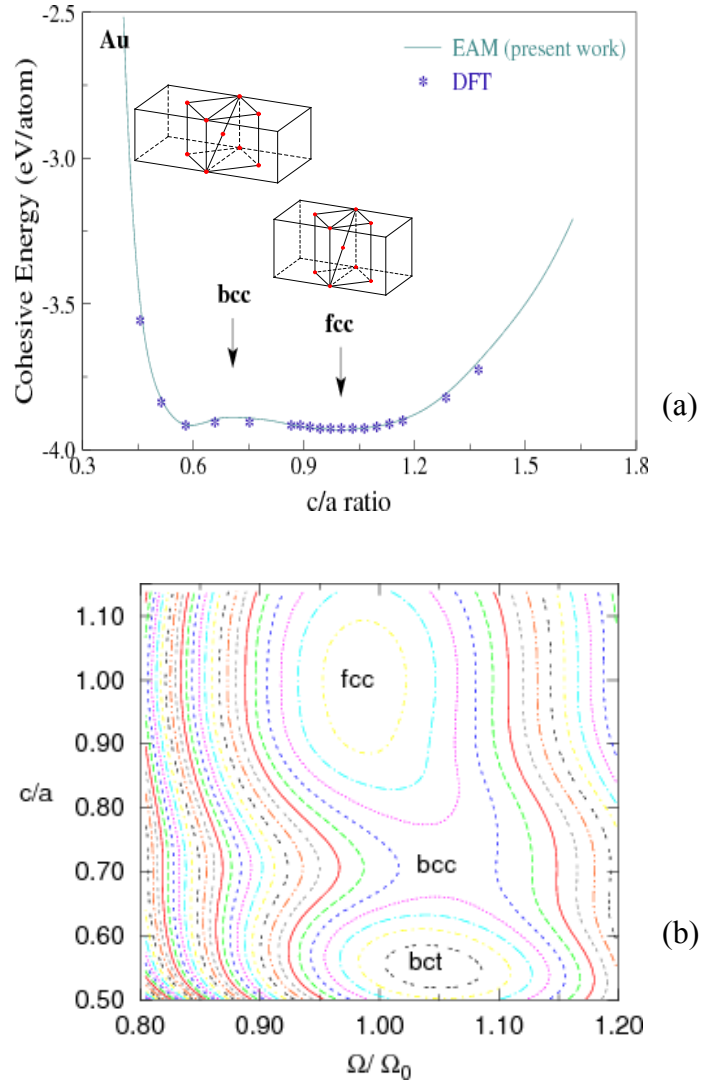 -2.5
Au
EAM (present work)
DFT
-3.0
Cohesive Energy (eV/atom)
bcc
fcc
-3.5
-4.0
0.3 0.6 0.9 1.2 1.5 1.8
c/a ratio
(a)
1.10
fcc
1.00
0.90
c/a
0.80
bcc
0.70
0.60
bct
0.50
0.80 0.90 1.00 1.10 1.20
Ω/ Ω₀
(b)